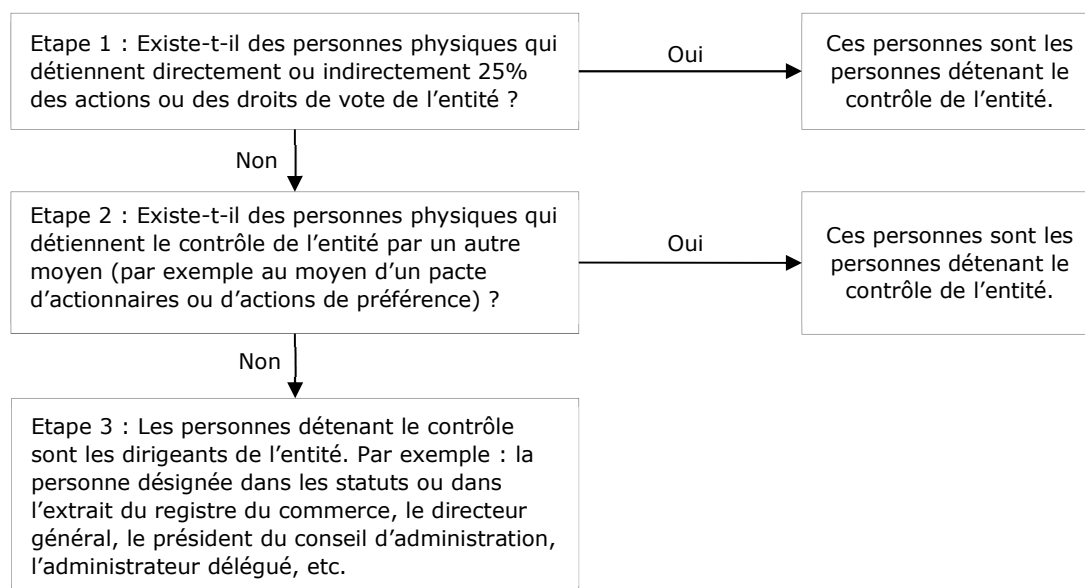 Etape 1 : Existe-t-il des personnes physiques qui
détiennent directement ou indirectement 25%
des actions ou des droits de vote de l’entité ?
Oui
Ces personnes sont les
personnes détenant le
contrôle de l’entité.
Non
Etape 2 : Existe-t-il des personnes physiques qui
détiennent le contrôle de l’entité par un autre
moyen (par exemple au moyen d’un pacte
d’actionnaires ou d’actions de préférence) ?
Oui
Ces personnes sont les
personnes détenant le
contrôle de l’entité.
Non
Etape 3 : Les personnes détenant le contrôle
sont les dirigeants de l’entité. Par exemple : la
personne désignée dans les statuts ou dans
l’extrait du registre du commerce, le directeur
général, le président du conseil d’administration,
l’administrateur délégué, etc.